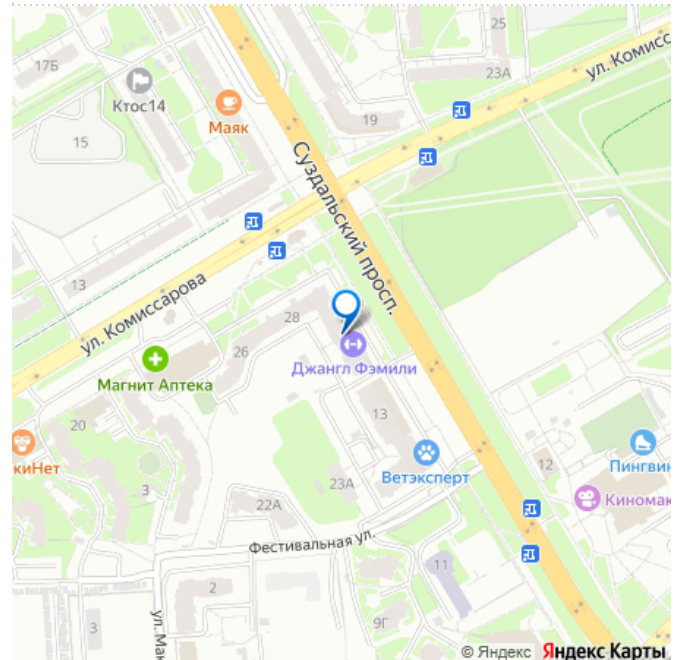 17Б
Ктос14
25
23А
ул. Комисс
Маяк
19
15
Суздальский просп.
13
ул. Комиссарова
28
26
Магнит Аптека
Джангл Фэмили
20
киНет
3
13
Ветэксперт
12
Пингвин
Киномак
23А
22А
Фестивальная ул.
11
2
9Г
3
ул. Мак
© Яндекс Яндекс Карты